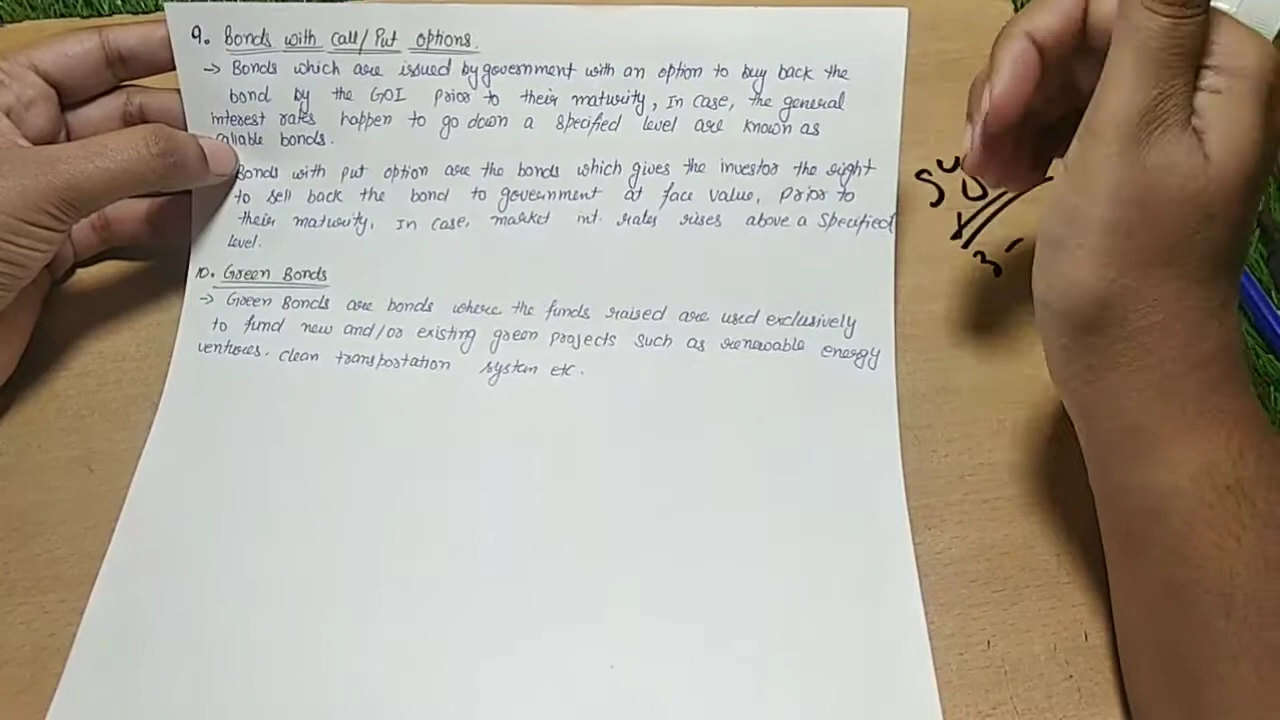 9. Bonds with call/Put options.
→ Bonds which are issued by government with an option to buy back the
bond by the GOI prior to their maturity, In case, the general
interest rates happen to go down a specified level are known as
callable bonds.
Bonds with put option are the bonds which gives the investor the right
to sell back the bond to government at face value, prior to
their maturity. In case, market int. rates rises above a specified
level.
10. Green Bonds
→ Green Bonds are bonds where the funds raised are used exclusively
to fund new and/or existing green projects such as renewable energy
ventures. clean transportation system etc.